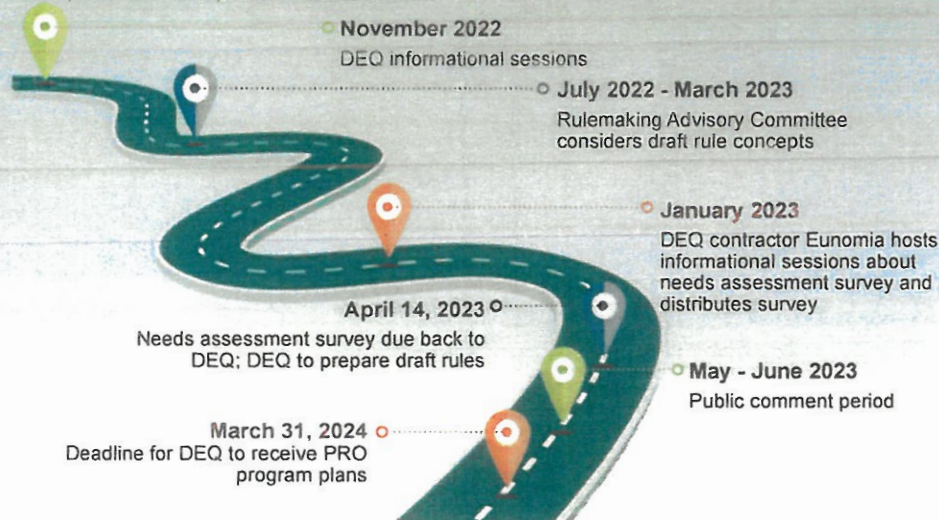 November 2022
DEQ informational sessions
July 2022 - March 2023
Rulemaking Advisory Committee
considers draft rule concepts
January 2023
DEQ contractor Eunomia hosts
informational sessions about
needs assessment survey and
distributes survey
April 14, 2023
Needs assessment survey due back to
DEQ; DEQ to prepare draft rules
May - June 2023
Public comment period
March 31, 2024
Deadline for DEQ to receive PRO
program plans